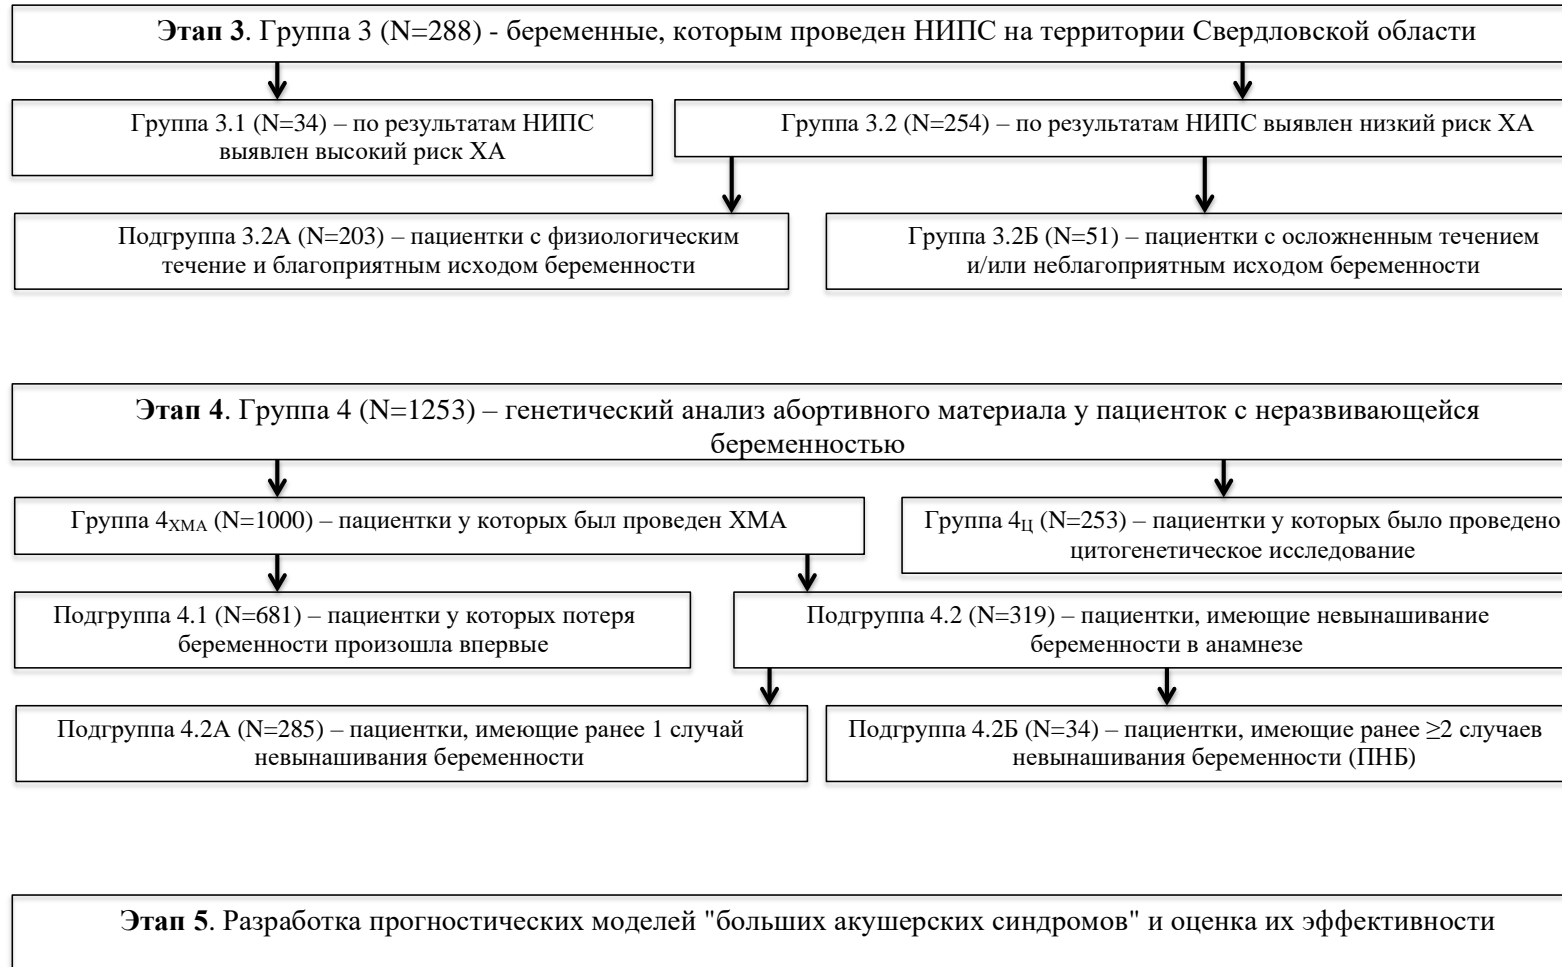 Этап 3. Группа 3 (N=288) - беременные, которым проведен НИПС на территории Свердловской области
Группа 3.1 (N=34) – по результатам НИПС
выявлен высокий риск ХА
Группа 3.2 (N=254) – по результатам НИПС выявлен низкий риск ХА
Подгруппа 3.2А (N=203) – пациентки с физиологическим
течение и благоприятным исходом беременности
Группа 3.2Б (N=51) – пациентки с осложненным течением
и/или неблагоприятным исходом беременности
Этап 4. Группа 4 (N=1253) – генетический анализ абортивного материала у пациенток с неразвивающейся
беременностью
Группа 4ХМА (N=1000) – пациентки у которых был проведен ХМА
Группа 4Ц (N=253) – пациентки у которых было проведено
цитогенетическое исследование
Подгруппа 4.1 (N=681) – пациентки у которых потеря
беременности произошла впервые
Подгруппа 4.2 (N=319) – пациентки, имеющие невынашивание
беременности в анамнезе
Подгруппа 4.2А (N=285) – пациентки, имеющие ранее 1 случай
невынашивания беременности
Подгруппа 4.2Б (N=34) – пациентки, имеющие ранее ≥2 случаев
невынашивания беременности (ПНБ)
Этап 5. Разработка прогностических моделей "больших акушерских синдромов" и оценка их эффективности